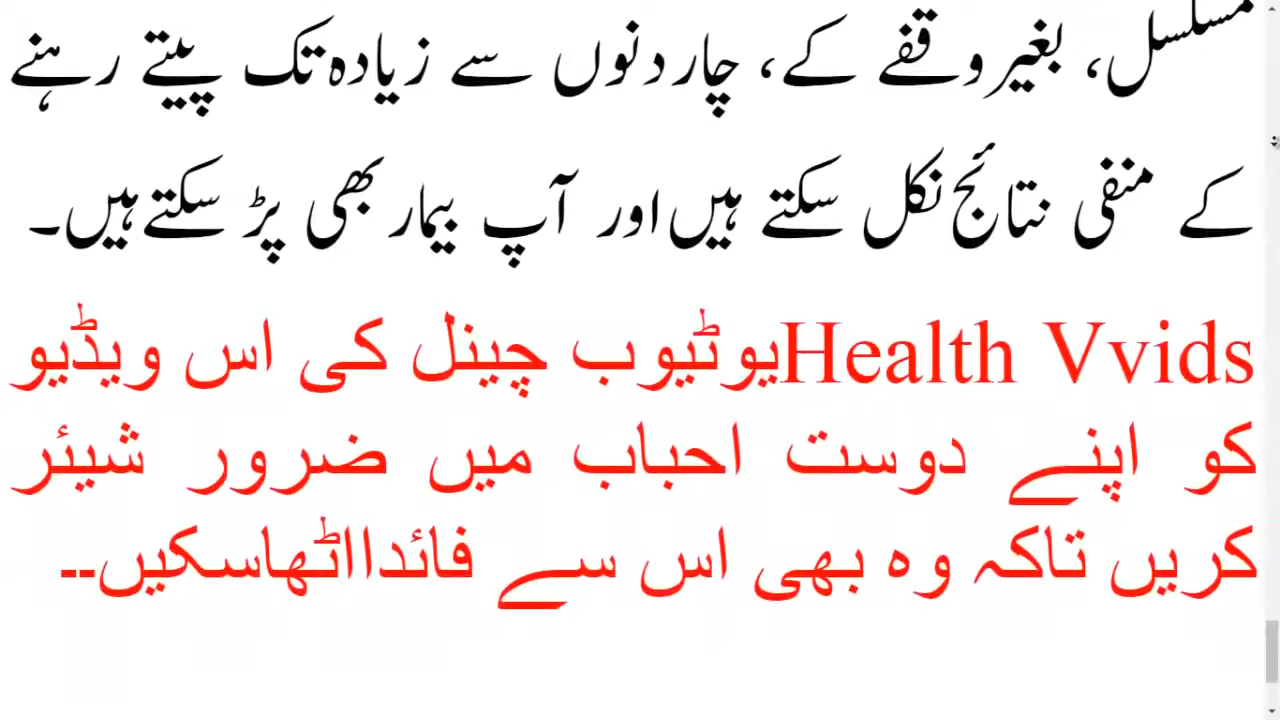 مسلسل، بغیر وقفے کے، چار دنوں سے زیادہ تک پیتے رہنے
کے منفی نتائج نکل سکتے ہیں اور آپ بیمار بھی پڑ سکتے ہیں۔
Health Vvids یوٹیوب چینل کی اس ویڈیو
کو اپنے دوست احباب میں ضرور شیئر
کریں تاکہ وہ بھی اس سے فائدااٹھاسکیں--